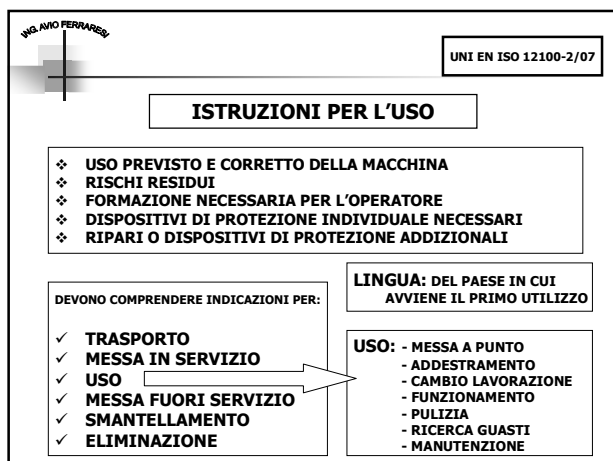 ING. AVIO FERRARESI
UNI EN ISO 12100-2/07
ISTRUZIONI PER L'USO
❖ USO PREVISTO E CORRETTO DELLA MACCHINA
❖ RISCHI RESIDUI
❖ FORMAZIONE NECESSARIA PER L'OPERATORE
❖ DISPOSITIVI DI PROTEZIONE INDIVIDUALE NECESSARI
❖ RIPARI O DISPOSITIVI DI PROTEZIONE ADDIZIONALI
LINGUA: DEL PAESE IN CUI
AVVIENE IL PRIMO UTILIZZO
DEVONO COMPRENDERE INDICAZIONI PER:
✓ TRASPORTO
✓ MESSA IN SERVIZIO
✓ USO
✓ MESSA FUORI SERVIZIO
✓ SMANTELLAMENTO
✓ ELIMINAZIONE
USO: - MESSA A PUNTO
- ADDESTRAMENTO
- CAMBIO LAVORAZIONE
- FUNZIONAMENTO
- PULIZIA
- RICERCA GUASTI
- MANUTENZIONE